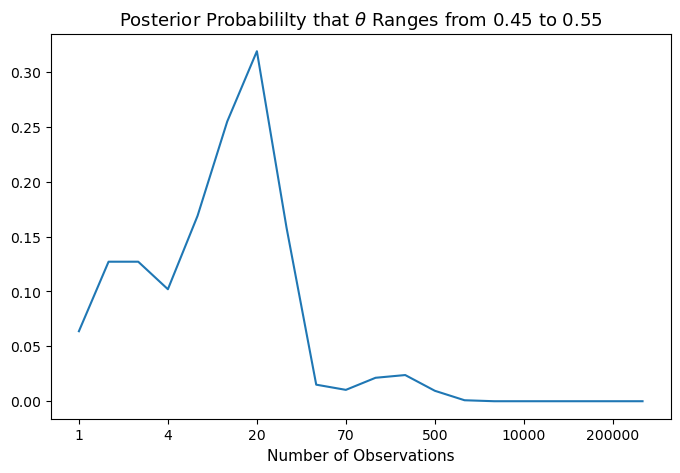 Posterior Probabililty that θ Ranges from 0.45 to 0.55
0.30
0.25
0.20
0.15
0.10
0.05
0.00
1 4 20 70 500 10000 200000
Number of Observations